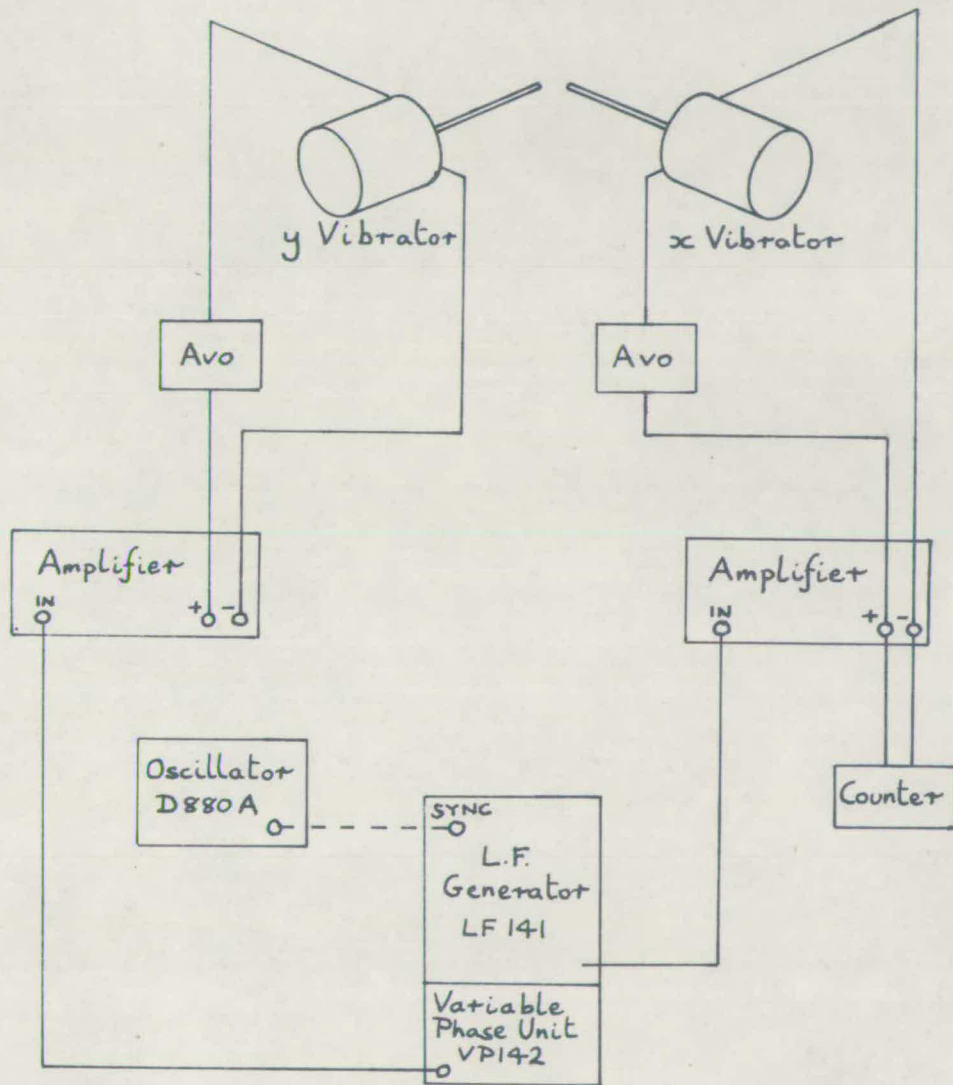 y Vibrator
x Vibrator
Avo
Avo
Amplifier
IN
+ -
Amplifier
IN
+ -
Oscillator
D880A
SYNC
L.F.
Generator
LF 141
Counter
Variable
Phase Unit
VP142